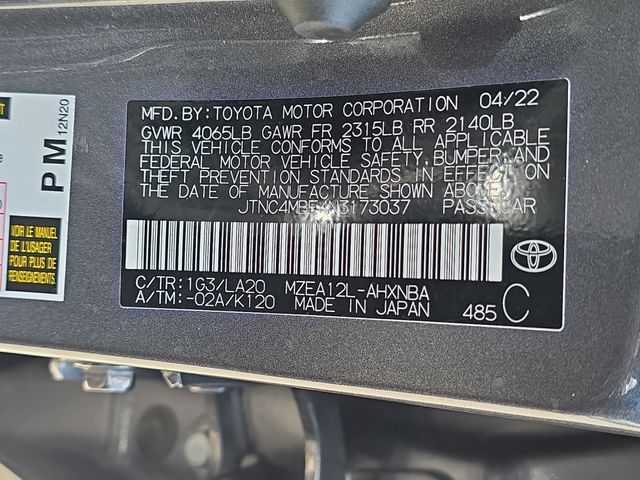 MFD.BY:TOYOTA MOTOR CORPORATION 04/22
GVWR 4065LB GAWR FR 2315LB RR 2140LB
THIS VEHICLE CONFORMS TO ALL APPLICABLE
FEDERAL MOTOR VEHICLE SAFETY, BUMPER, AND
THEFT PREVENTION STANDARDS IN EFFECT ON
THE DATE OF MANUFACTURE SHOWN ABOVE.
JTNC4MBE4N3173037 PASS.CAR
C/TR:1G3/LA20 MZEA12L-AHXNBA
A/TM:-02A/K120 MADE IN JAPAN 485 C
PM 12N20
VOIR LE MANUEL
DE L'USAGER
POUR PLUS DE
RENSEIGNEMENTS